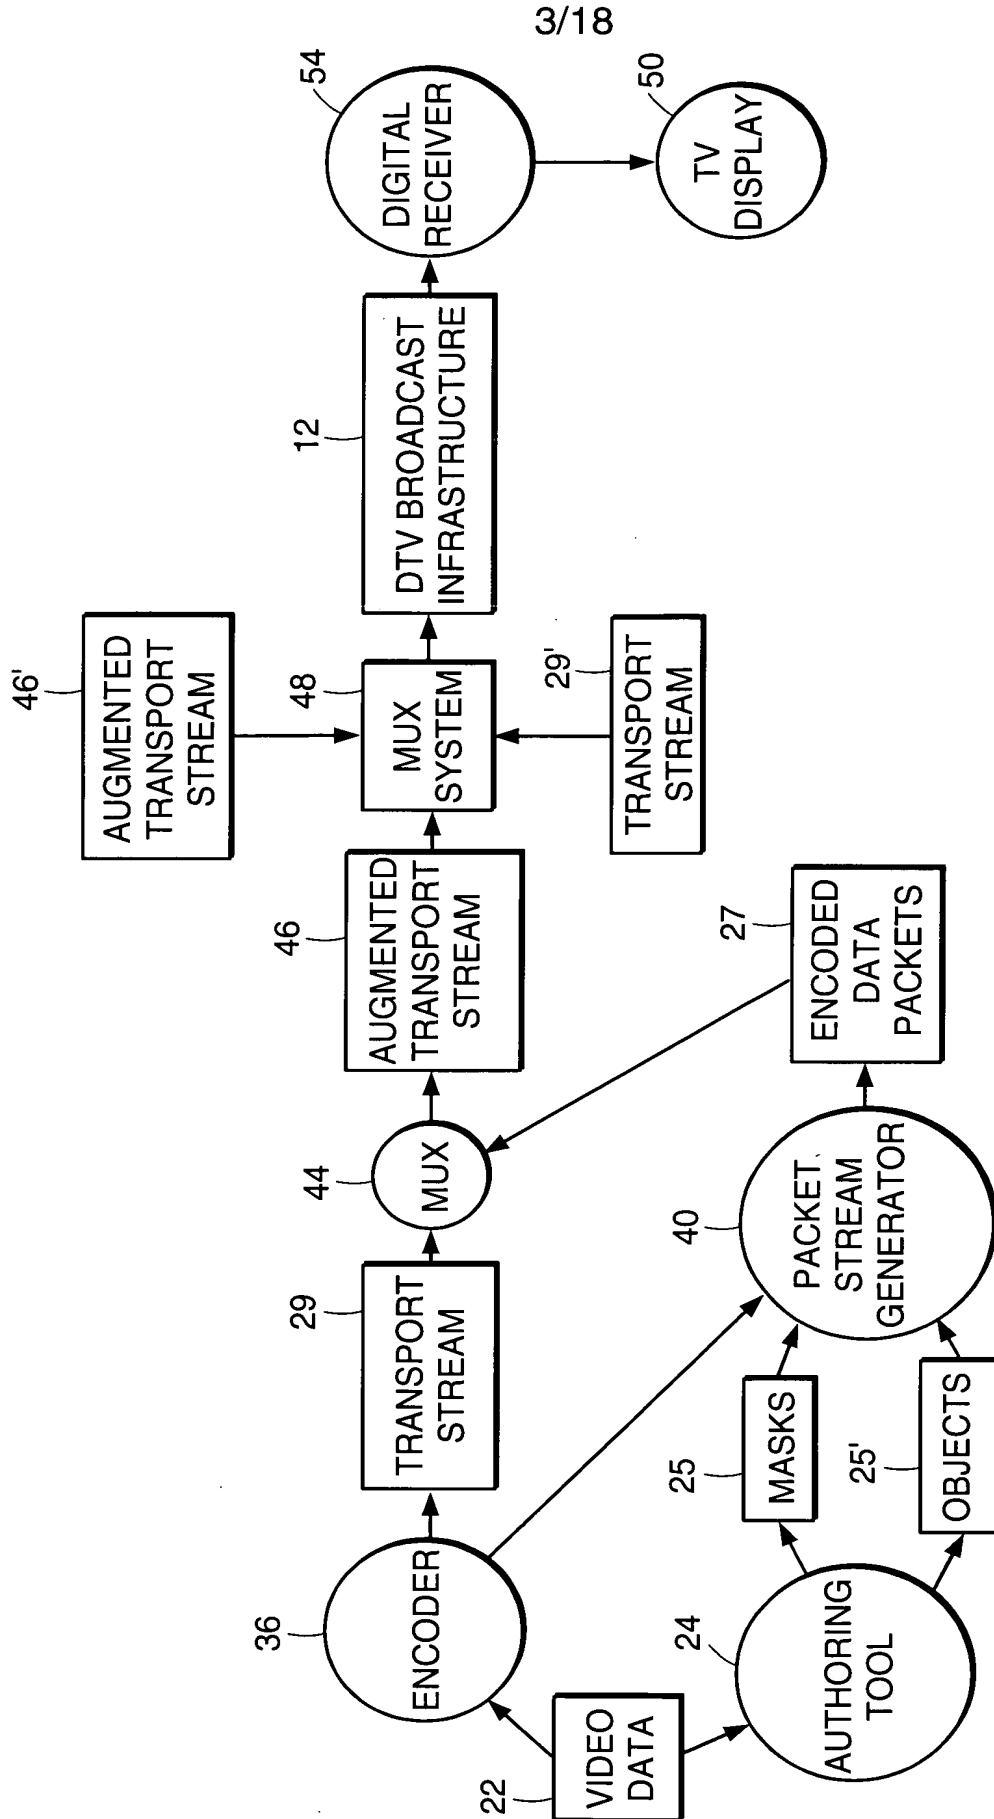 3/18
46'
AUGMENTED
TRANSPORT
STREAM
54
DIGITAL
RECEIVER
12
DTV BROADCAST
INFRASTRUCTURE
48
MUX
SYSTEM
46
AUGMENTED
TRANSPORT
STREAM
44
MUX
29
TRANSPORT
STREAM
36
ENCODER
50
TV
DISPLAY
29'
TRANSPORT
STREAM
22
VIDEO
DATA
27
ENCODED
DATA
PACKETS
40
PACKET
STREAM
GENERATOR
25
MASKS
25'
OBJECTS
24
AUTHORING
TOOL